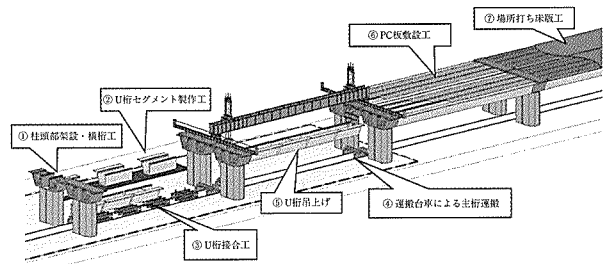 ① 柱頭部架設・横桁工
② U桁セグメント製作工
③ U桁接合工
④ 運搬台車による主桁運搬
⑤ U桁吊上げ
⑥ PC板敷設工
⑦ 場所打ち床版工